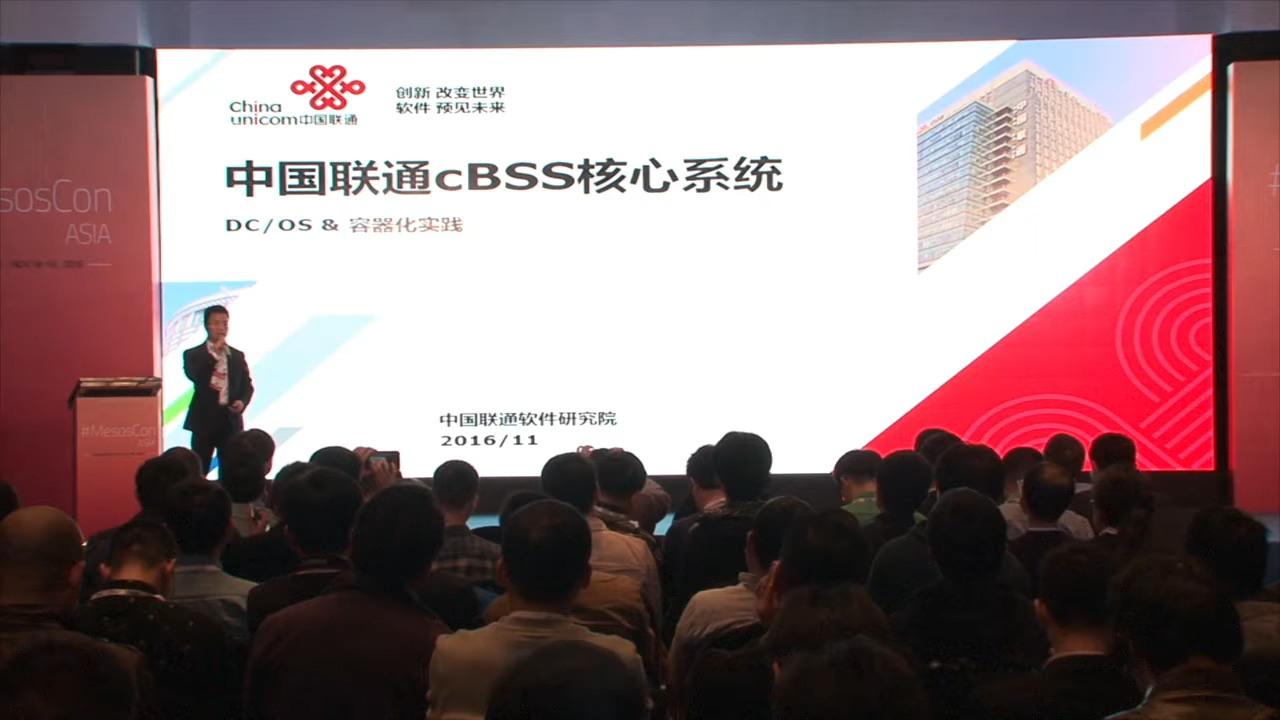 China
unicom中国联通
创新 改变世界
软件 预见未来
中国联通cBSS核心系统
DC/OS & 容器化实践
中国联通软件研究院
2016/11
sosCon
ASIA
#MesosCon
ASIA
#